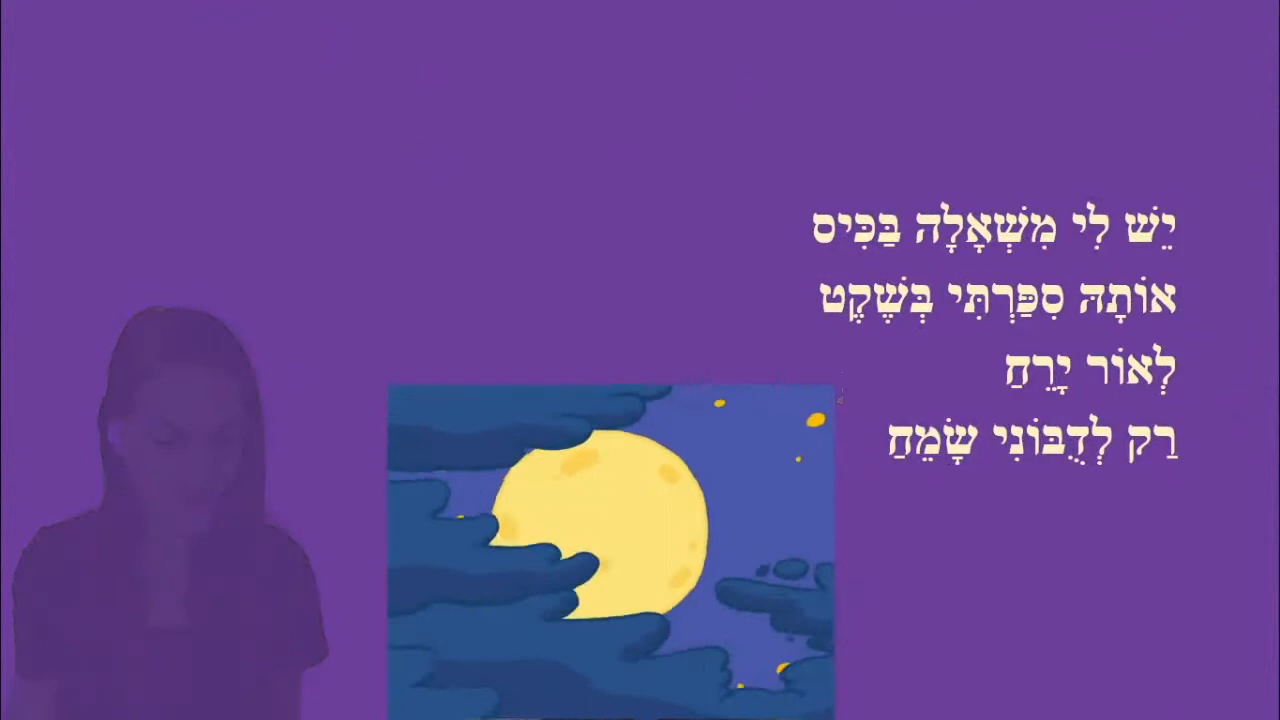 יֵשׁ לִי מִשְׁאָלָה בַּכִּיס
אוֹתָהּ סִפַּרְתִּי בְּשֶׁקֶט
לְאוֹר יָרֵחַ
רַק לְדֻבּוֹנִי שָׂמֵחַ